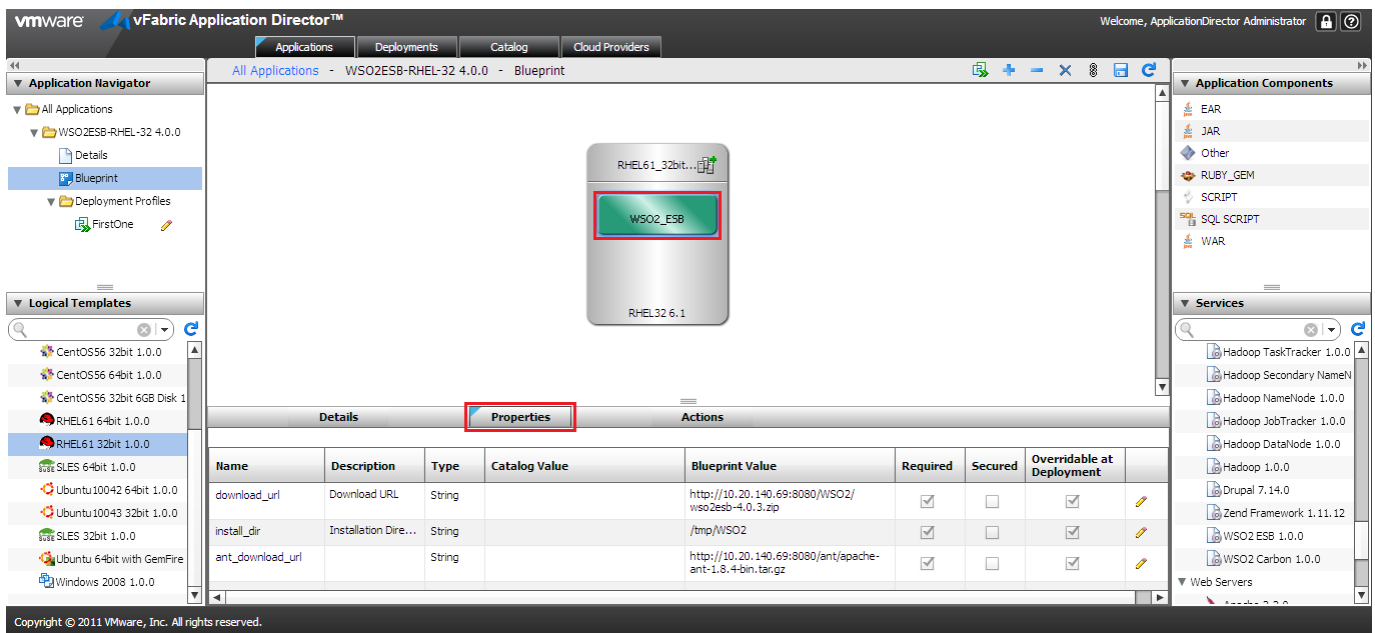 vmware vFabric Application Director™
Welcome, ApplicationDirector Administrator
Applications Deployments Catalog Cloud Providers
Application Navigator
All Applications
WSO2ESB-RHEL-32 4.0.0
Details
Blueprint
Deployment Profiles
FirstOne
Logical Templates
CentOS56 32bit 1.0.0
CentOS56 64bit 1.0.0
CentOS56 32bit 6GB Disk 1
RHEL61 64bit 1.0.0
RHEL61 32bit 1.0.0
SLES 64bit 1.0.0
Ubuntu10042 64bit 1.0.0
Ubuntu10043 32bit 1.0.0
SLES 32bit 1.0.0
Ubuntu 64bit with GemFire
Windows 2008 1.0.0
All Applications - WSO2ESB-RHEL-32 4.0.0 - Blueprint
RHEL61_32bit...
WSO2_ESB
RHEL32 6.1
Details Properties Actions
Name Description Type Catalog Value Blueprint Value Required Secured Overridable at
Deployment
download_url Download URL String http://10.20.140.69:8080/WSO2/
wso2esb-4.0.3.zip
install_dir Installation Dire... String /tmp/WSO2
ant_download_url String http://10.20.140.69:8080/ant/apache-
ant-1.8.4-bin.tar.gz
Application Components
EAR
JAR
Other
RUBY_GEM
SCRIPT
SQL SCRIPT
WAR
Services
Hadoop TaskTracker 1.0.0
Hadoop Secondary NameN
Hadoop NameNode 1.0.0
Hadoop JobTracker 1.0.0
Hadoop DataNode 1.0.0
Hadoop 1.0.0
Drupal 7.14.0
Zend Framework 1.11.12
WSO2 ESB 1.0.0
WSO2 Carbon 1.0.0
Web Servers
Copyright © 2011 VMware, Inc. All rights reserved.